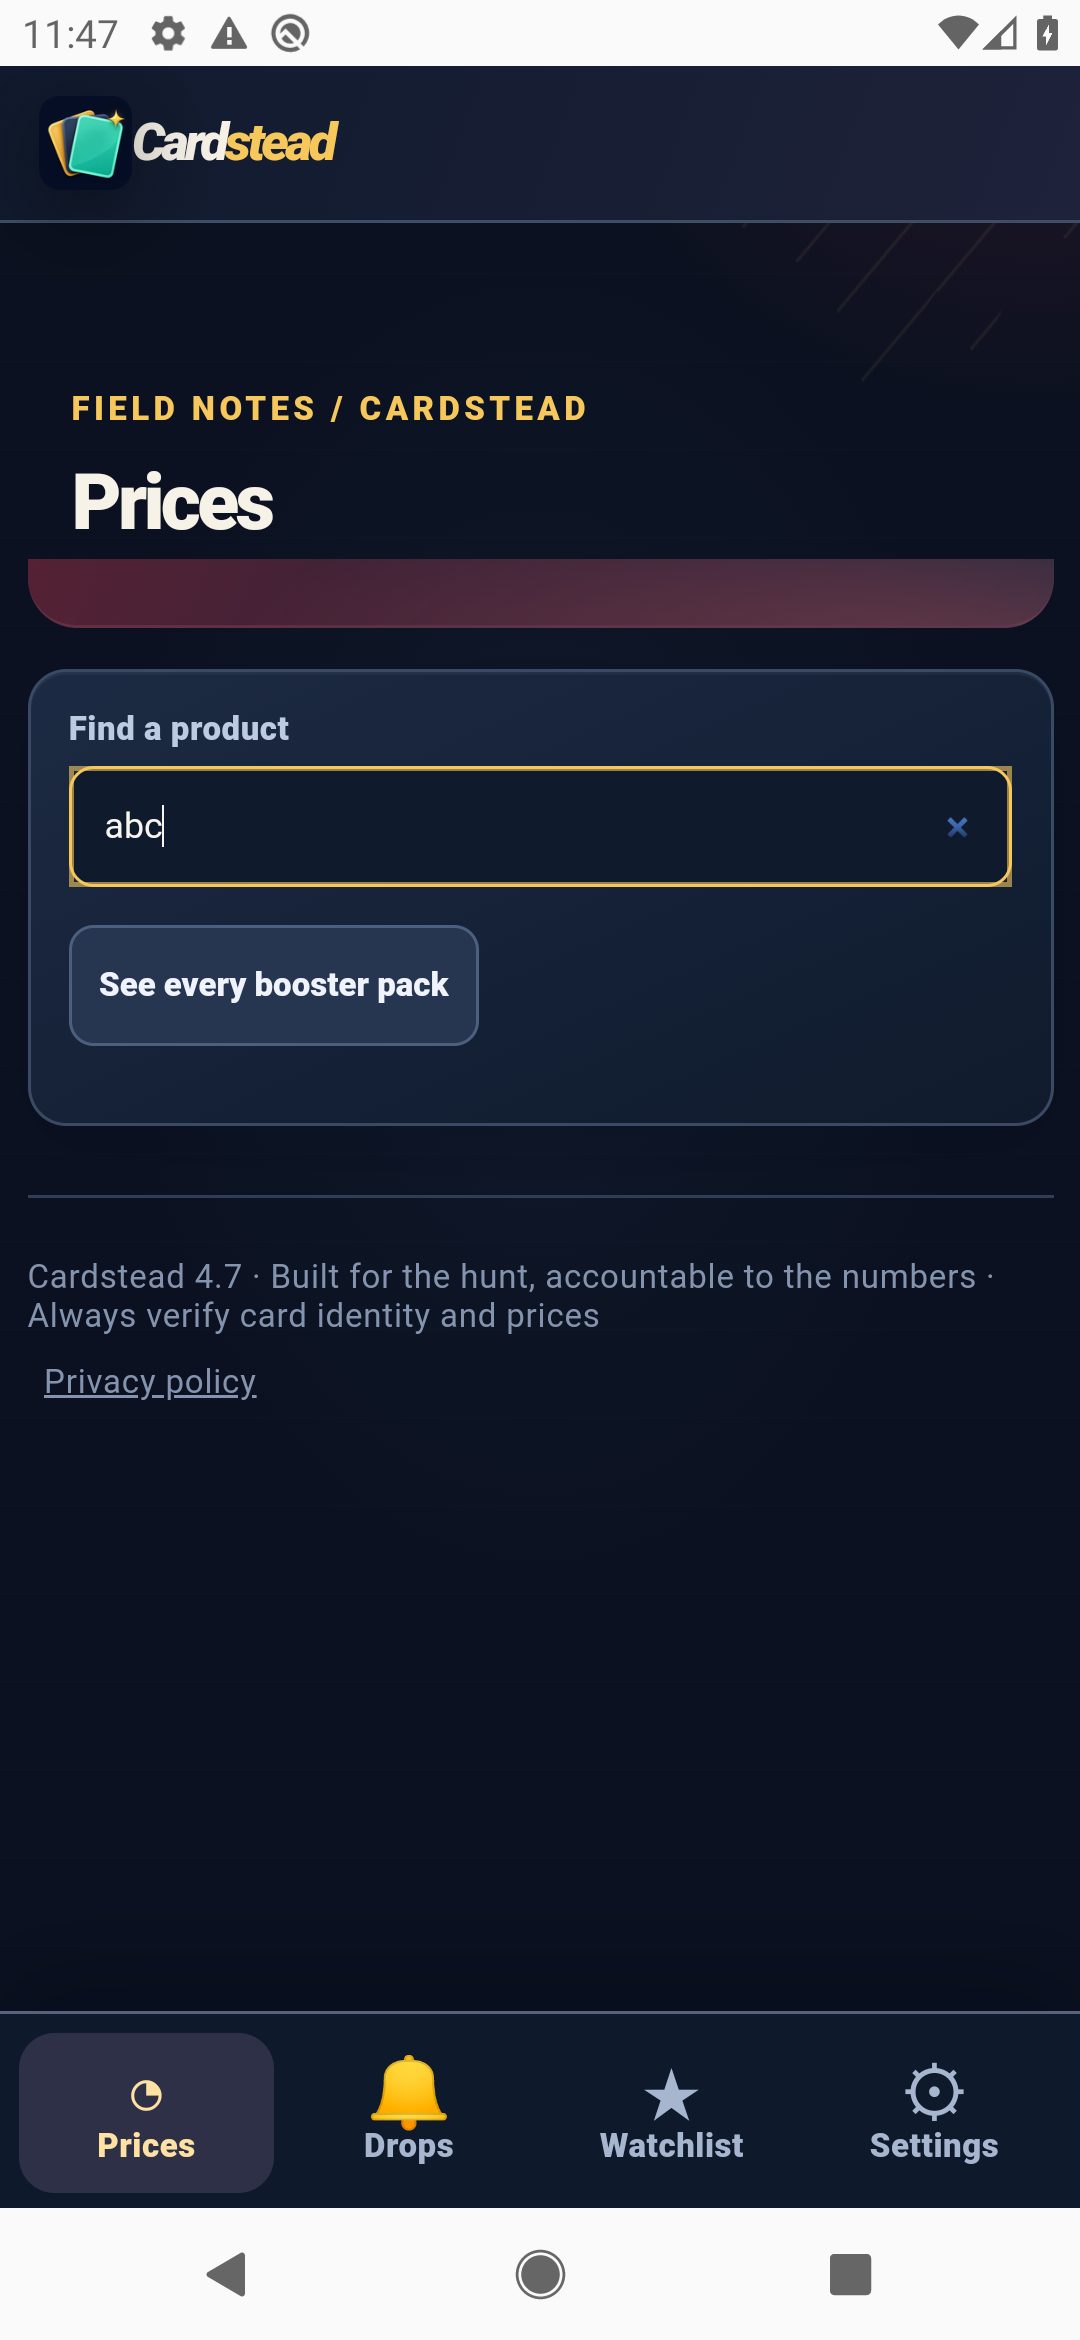 11:47
Cardstead
FIELD NOTES / CARDSTEAD
Prices
Find a product
abc
See every booster pack
Cardstead 4.7 · Built for the hunt, accountable to the numbers ·
Always verify card identity and prices
Privacy policy
Prices
Drops
Watchlist
Settings